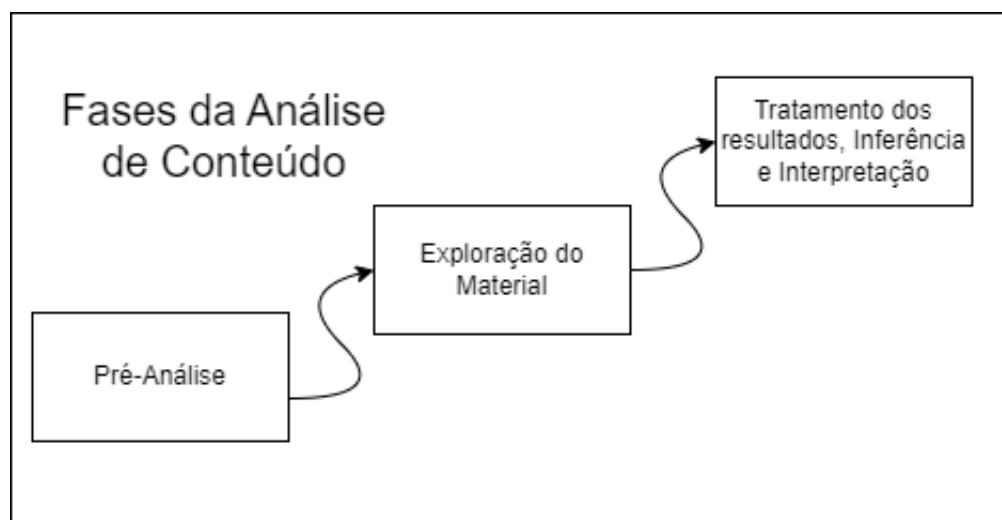 Fases da Análise
de Conteúdo
Tratamento dos
resultados, Inferência
e Interpretação
Exploração do
Material
Pré-Análise